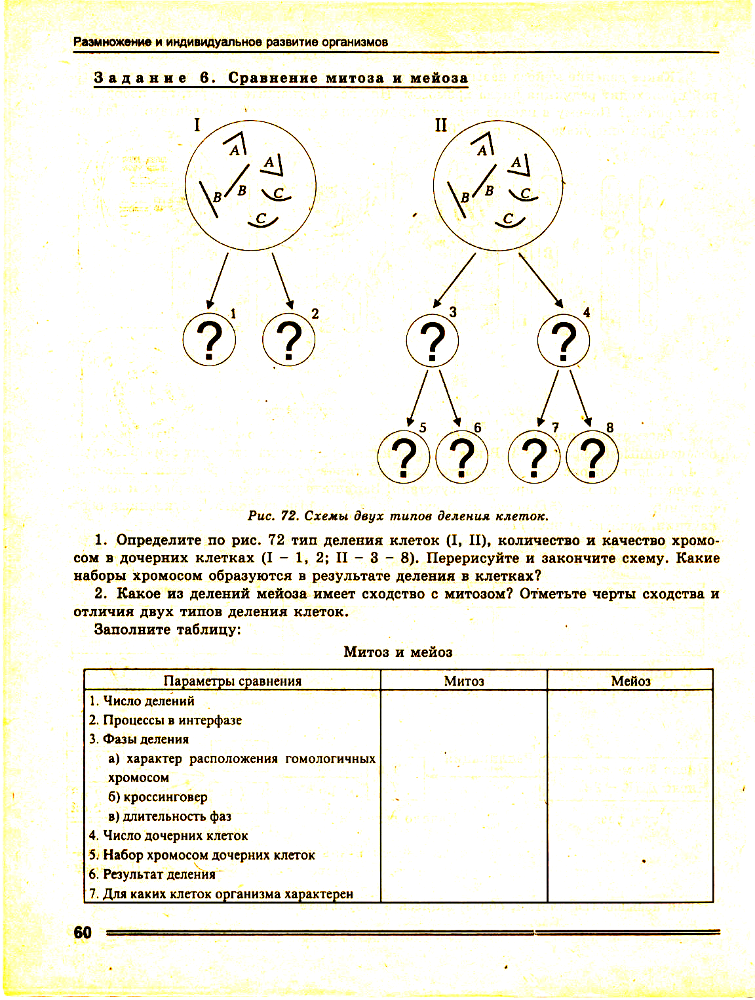 Размножение и индивидуальное развитие организмов
Задание 6. Сравнение митоза и мейоза
I
II
A
A
B
B
C
C
A
A
B
B
C
C
1
2
3
4
?
?
?
?
5
6
7
8
?
?
?
?
Рис. 72. Схемы двух типов деления клеток.
1. Определите по рис. 72 тип деления клеток (I, II), количество и качество хромо-
сом в дочерних клетках (I – 1, 2; II – 3 – 8). Перерисуйте и закончите схему. Какие
наборы хромосом образуются в результате деления в клетках?
2. Какое из делений мейоза имеет сходство с митозом? Отметьте черты сходства и
отличия двух типов деления клеток.
Заполните таблицу:
Митоз и мейоз
Параметры сравнения
Митоз
Мейоз
1. Число делений
2. Процессы в интерфазе
3. Фазы деления
а) характер расположения гомологичных
хромосом
б) кроссинговер
в) длительность фаз
4. Число дочерних клеток
5. Набор хромосом дочерних клеток
6. Результат деления
7. Для каких клеток организма характерен
60